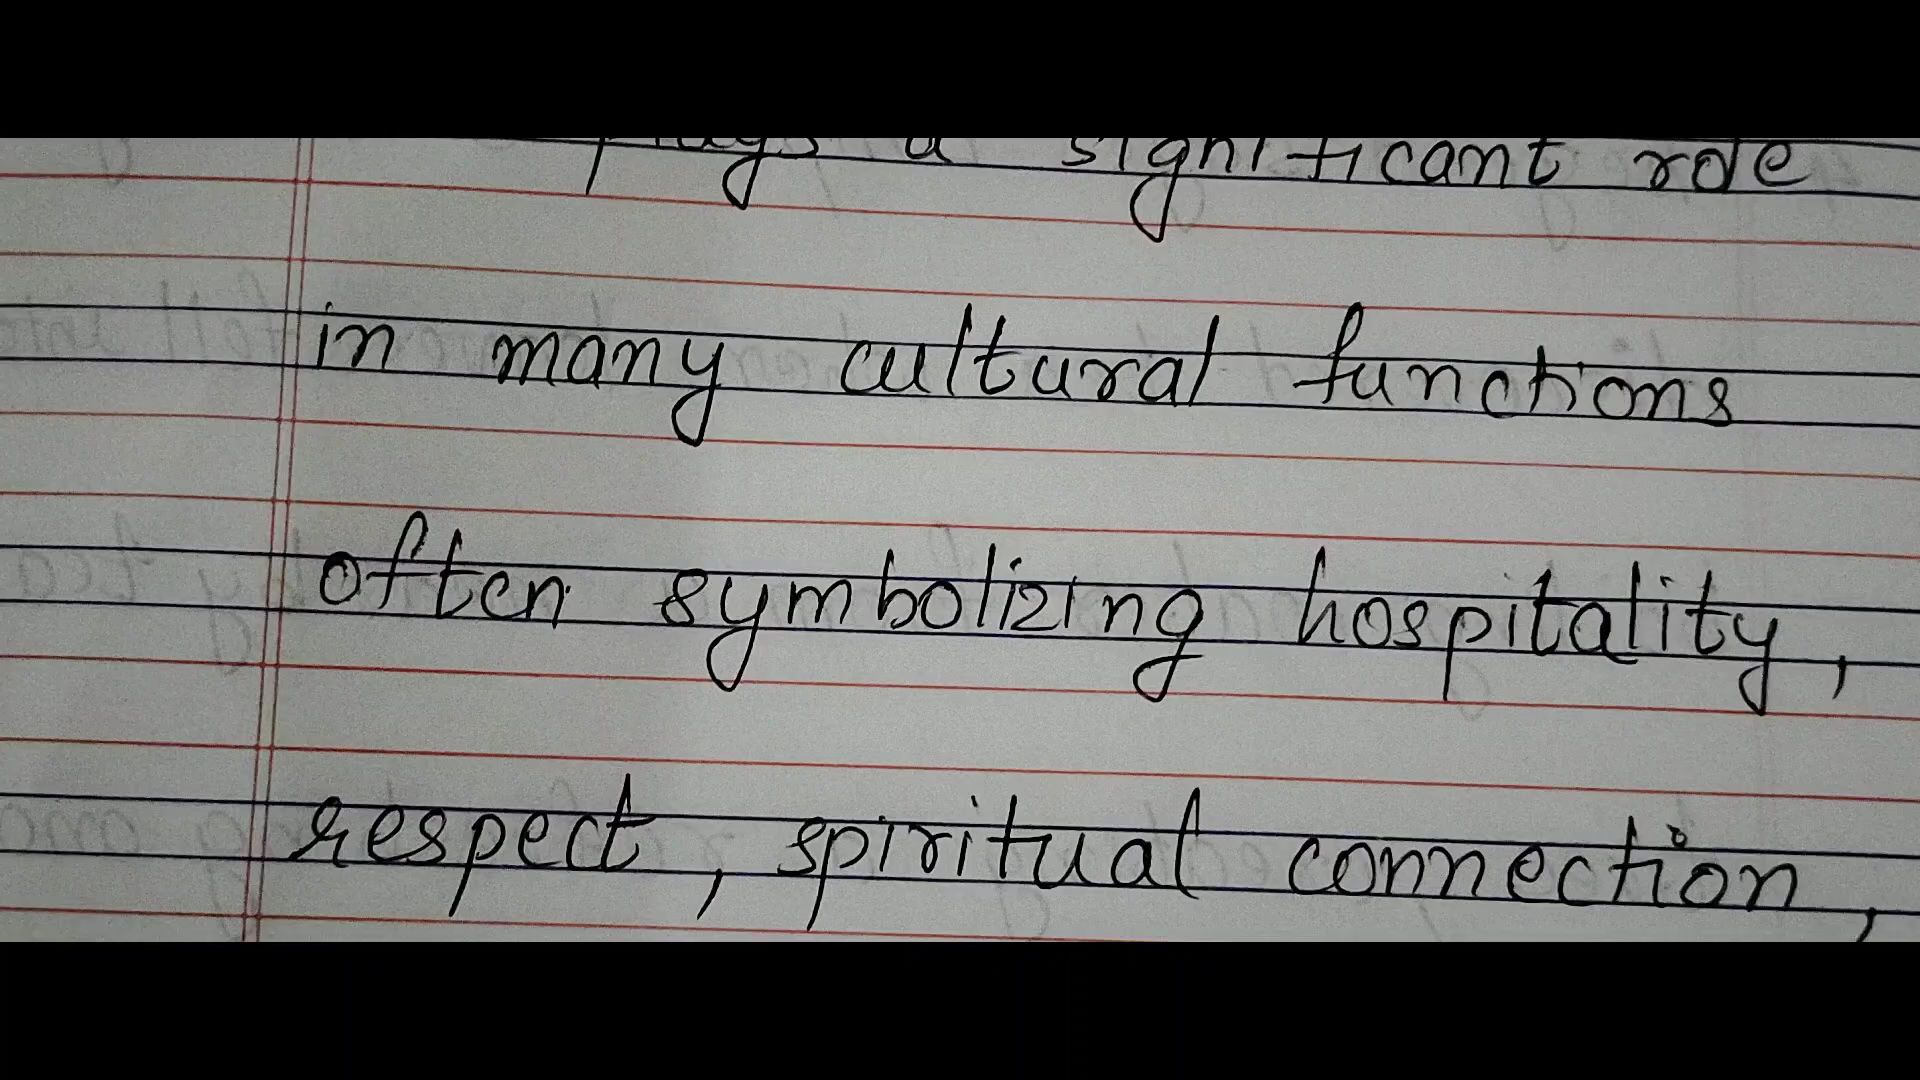 plays a significant role
in many cultural functions
often symbolizing hospitality,
respect, spiritual connection,